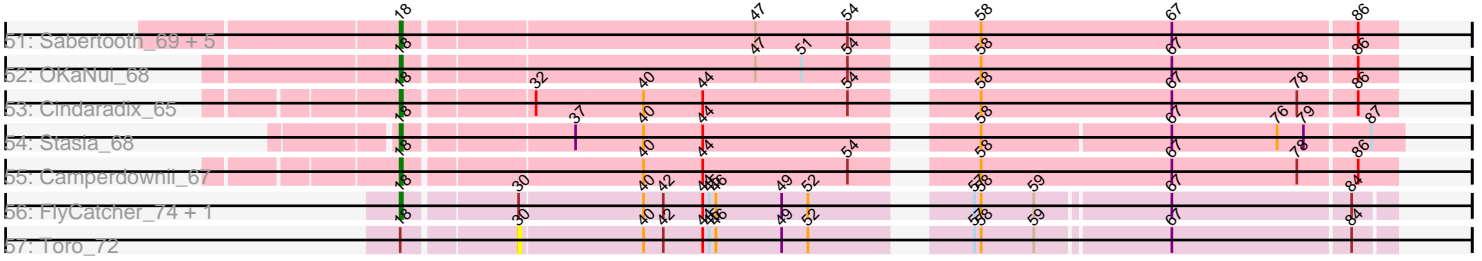 18 47 54 58 67 86
51: Sabertooth_69 + 5
18 47 51 54 58 67 86
52: OKaNui_68
18 32 40 44 54 58 67 78 86
53: Cindaradix_65
18 37 40 44 58 67 76 79 87
54: Stasia_68
18 40 44 54 58 67 78 86
55: Camperdownii_67
18 30 40 42 44 45 46 49 52 57 58 59 67 84
56: FlyCatcher_74 + 1
18 30 40 42 44 45 46 49 52 57 58 59 67 84
57: Toro_72